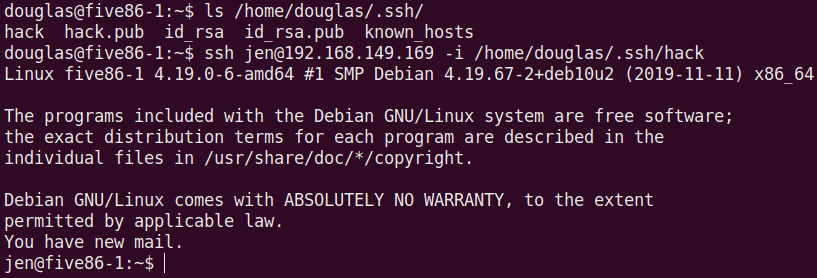 douglas@five86-1:~$ ls /home/douglas/.ssh/
hack  hack.pub  id_rsa  id_rsa.pub  known_hosts
douglas@five86-1:~$ ssh jen@192.168.149.169 -i /home/douglas/.ssh/hack
Linux five86-1 4.19.0-6-amd64 #1 SMP Debian 4.19.67-2+deb10u2 (2019-11-11) x86_64
The programs included with the Debian GNU/Linux system are free software;
the exact distribution terms for each program are described in the
individual files in /usr/share/doc/*/copyright.
Debian GNU/Linux comes with ABSOLUTELY NO WARRANTY, to the extent
permitted by applicable law.
You have new mail.
jen@five86-1:~$